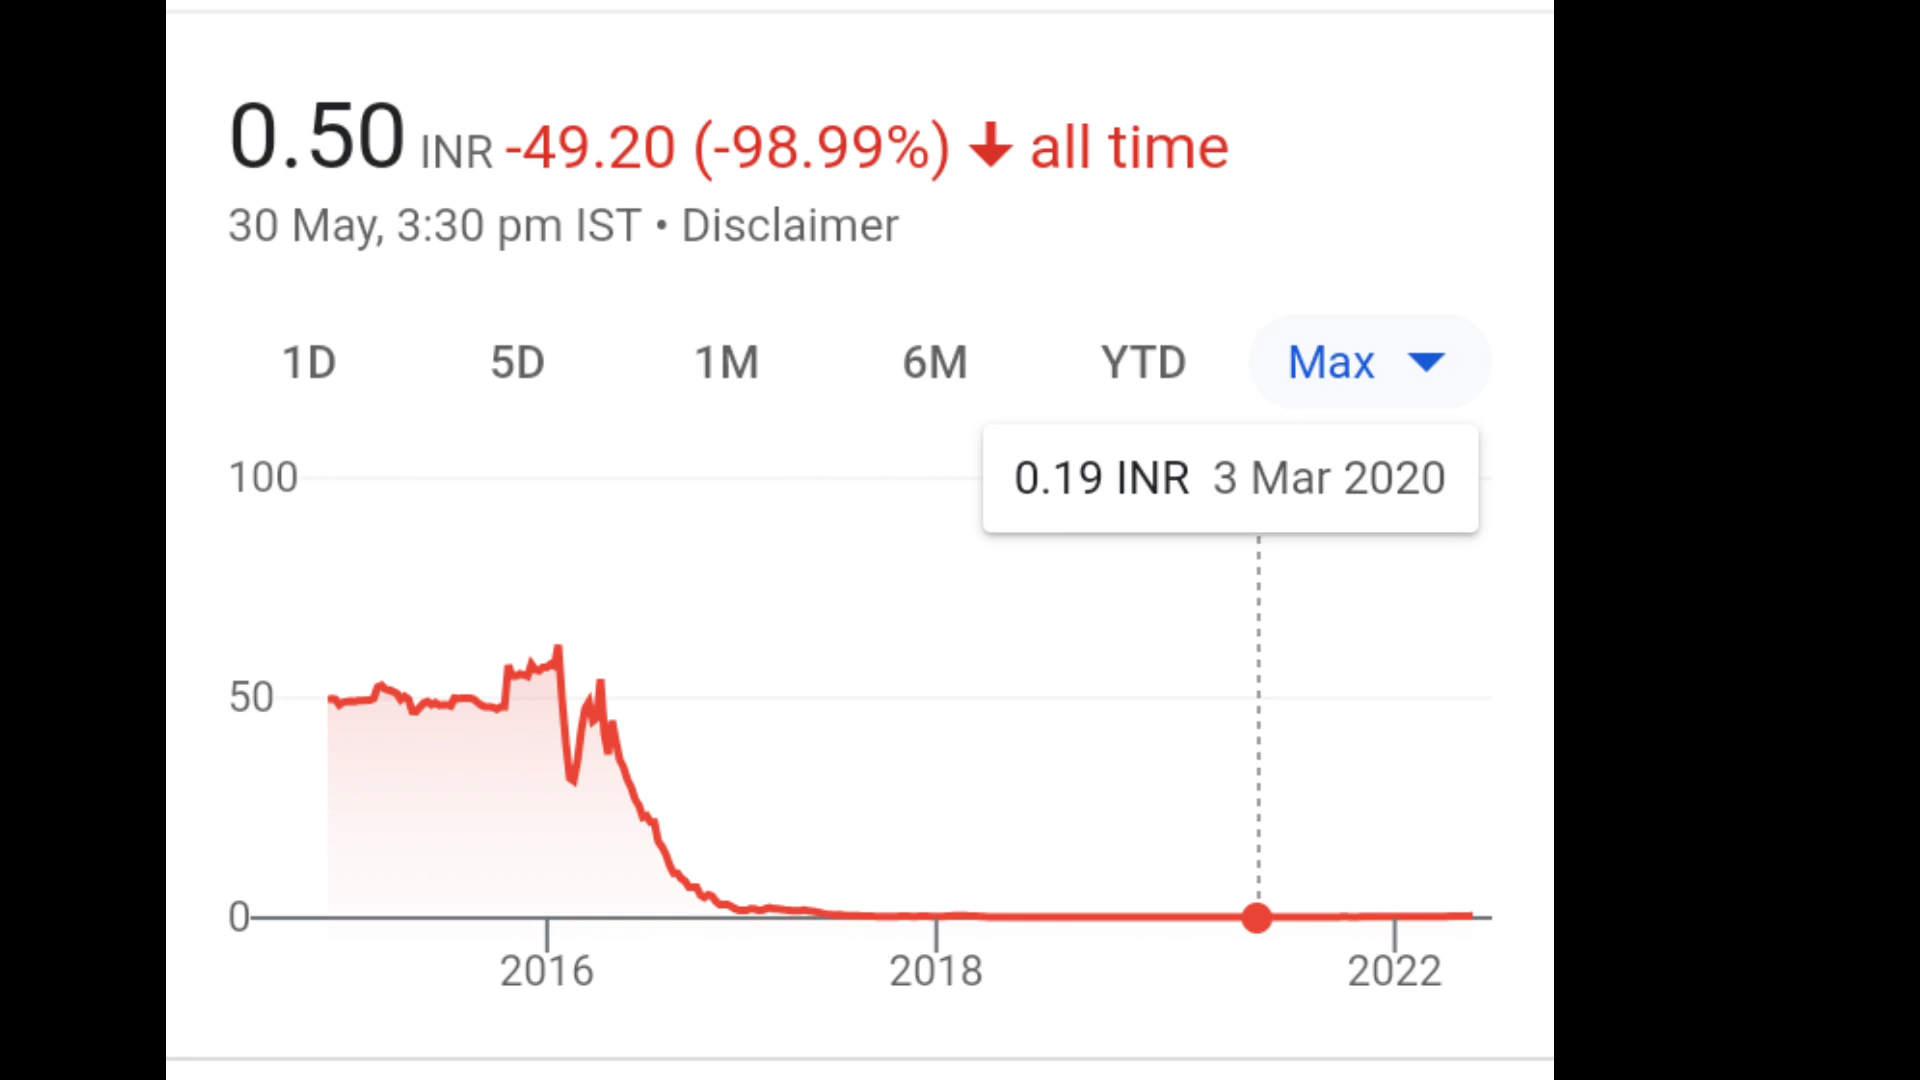 0.50 INR -49.20 (-98.99%) ↓ all time
30 May, 3:30 pm IST • Disclaimer
1D 5D 1M 6M YTD Max
0.19 INR 3 Mar 2020
100
50
0
2016 2018 2022